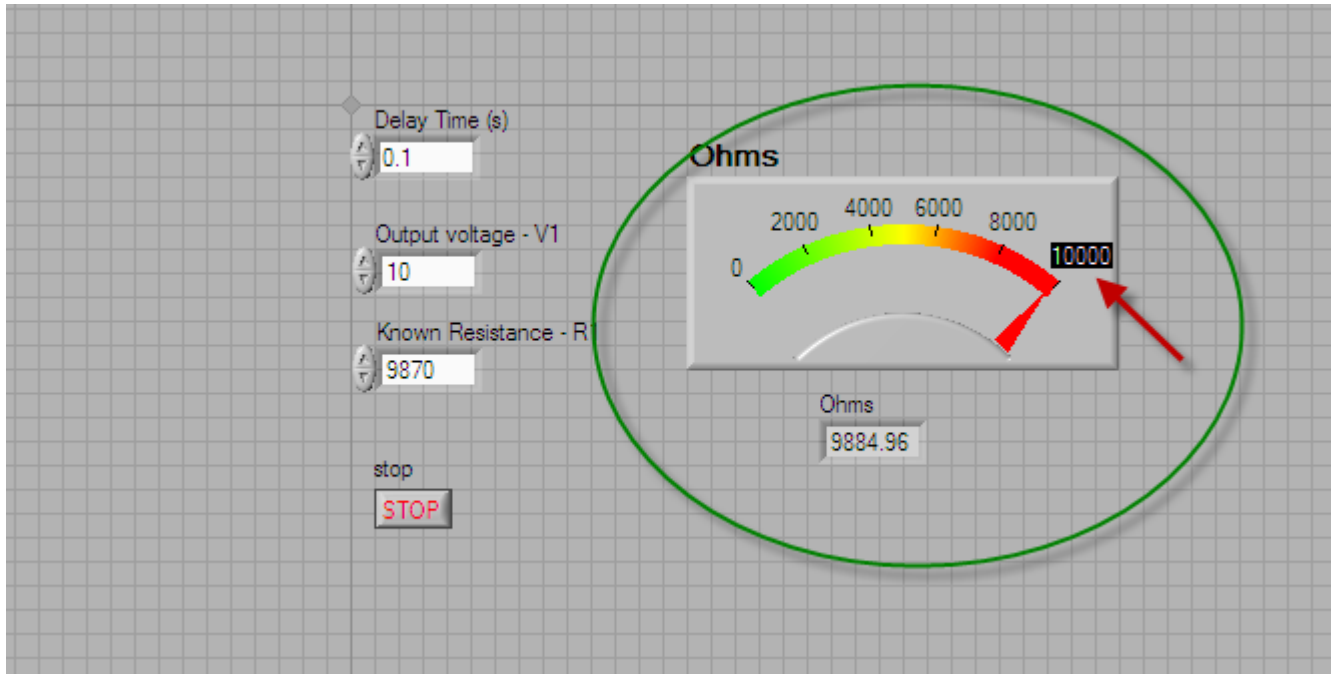 Delay Time (s)
0.1
Output voltage - V1
10
Known Resistance - R
9870
stop
STOP
Ohms
0
2000
4000
6000
8000
10000
Ohms
9884.96